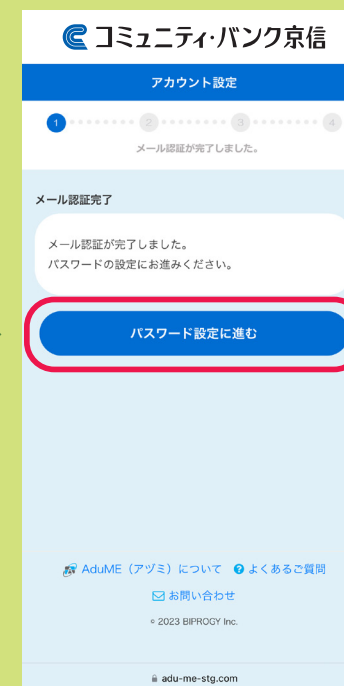 コミュニティ・バンク京信
アカウント設定
1 2 3 4
メール認証が完了しました。
メール認証完了
メール認証が完了しました。
パスワードの設定にお進みください。
パスワード設定に進む
AduME（アヅミ）について ? よくあるご質問
お問い合わせ
© 2023 BIPROGY Inc.
adu-me-stg.com